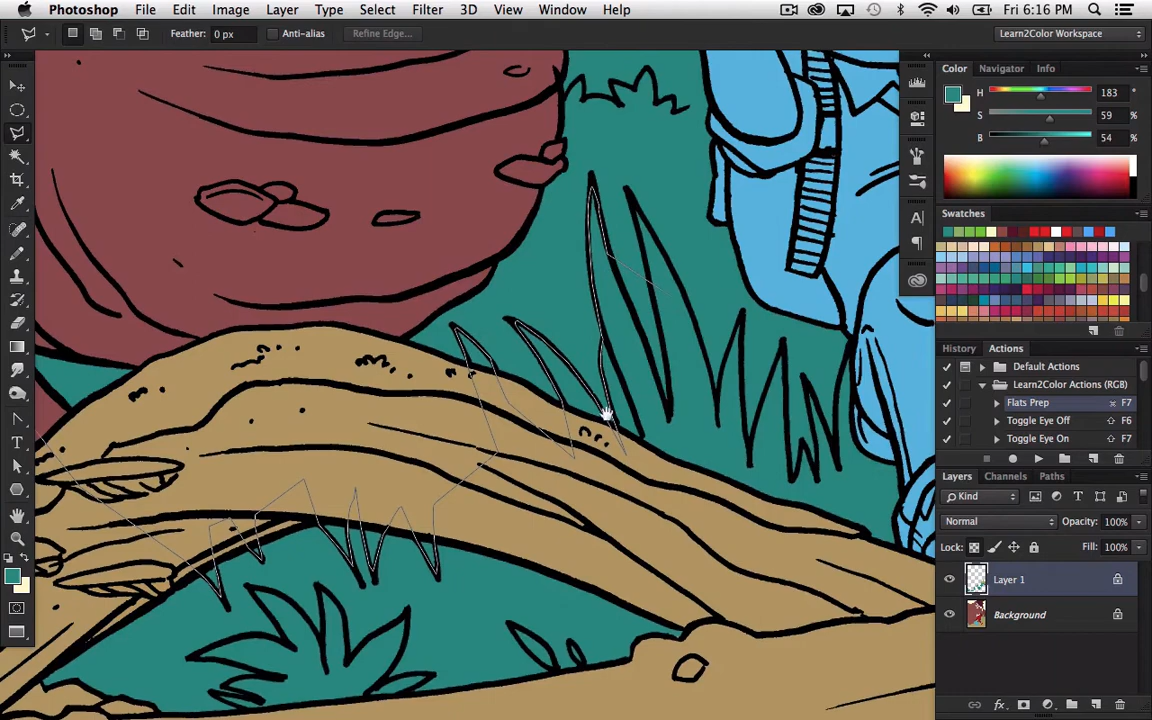 Photoshop File Edit Image Layer Type Select Filter 3D View Window Help Fri 6:16 PM
Feather: 0 px Anti-alias Refine Edge... Learn2Color Workspace
Color Navigator Info
H 183 °
S 59 %
B 54 %
Swatches
History Actions
Default Actions
Learn2Color Actions (RGB)
Flats Prep F7
Toggle Eye Off F6
Toggle Eye On F7
Layers Channels Paths
Kind
Normal Opacity: 100%
Lock: Fill: 100%
Layer 1
Background